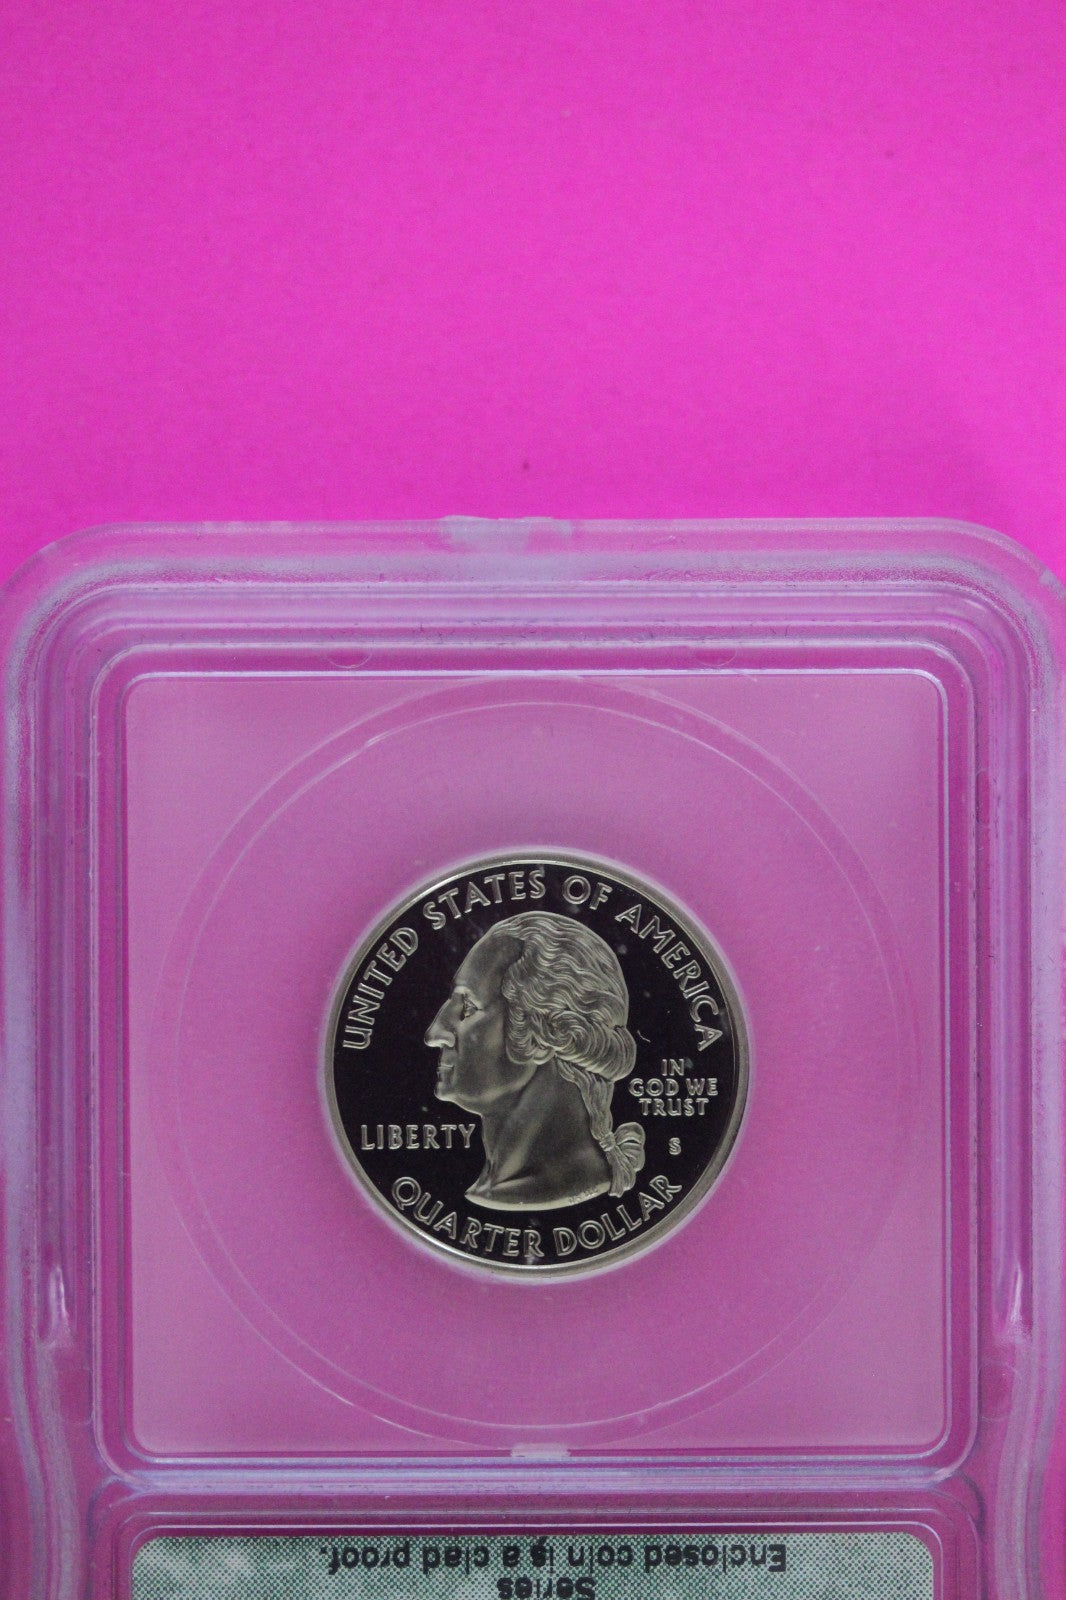 UNITED STATES OF AMERICA
IN
GOD WE
TRUST
LIBERTY
S
QUARTER DOLLAR
Series
Enclosed coin is a clad proof.